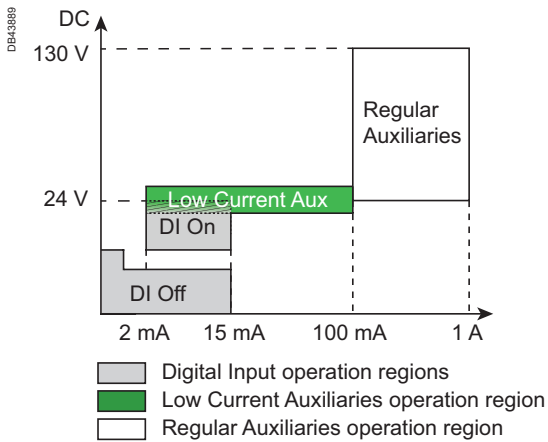 DB43889
DC
130 V
Regular
Auxiliaries
24 V
Low Current Aux
DI On
DI Off
2 mA
15 mA
100 mA
1 A
Digital Input operation regions
Low Current Auxiliaries operation region
Regular Auxiliaries operation region